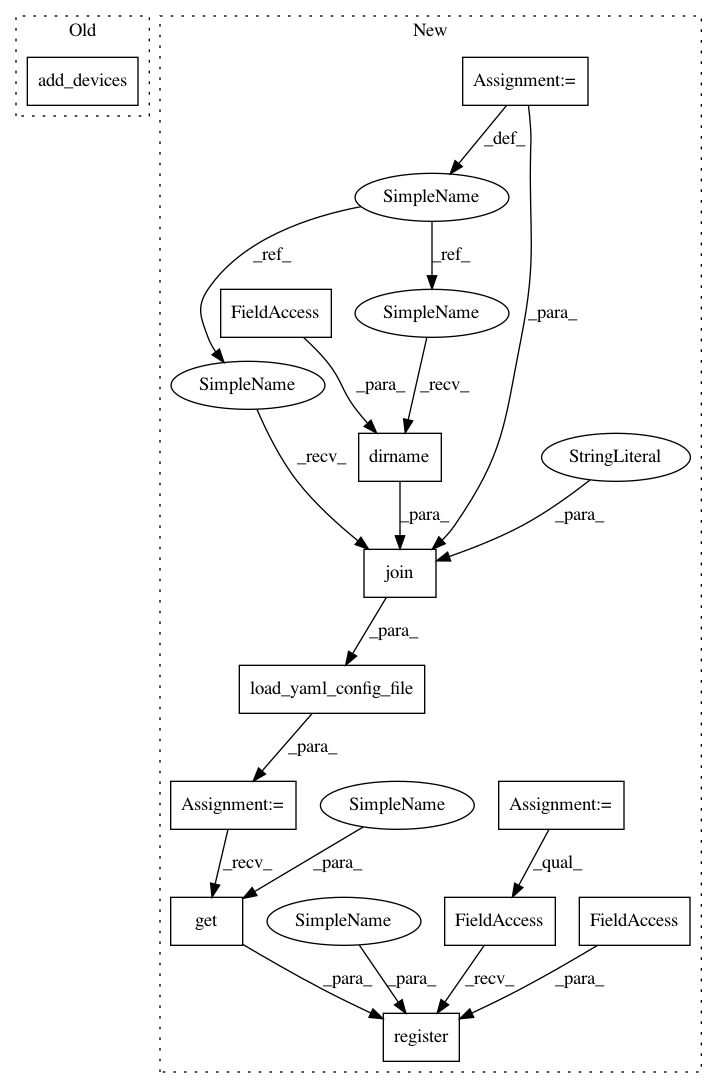 Old
New
add_devices
Assignment:=
_def_
SimpleName
_ref_
_ref_
FieldAccess
SimpleName
_para_
SimpleName
_para_
_recv_
dirname
StringLiteral
_recv_
_para_
_para_
join
_para_
load_yaml_config_file
_para_
Assignment:=
SimpleName
Assignment:=
_recv_
_para_
_qual_
get
SimpleName
FieldAccess
FieldAccess
_para_
_para_
_recv_
_para_
register